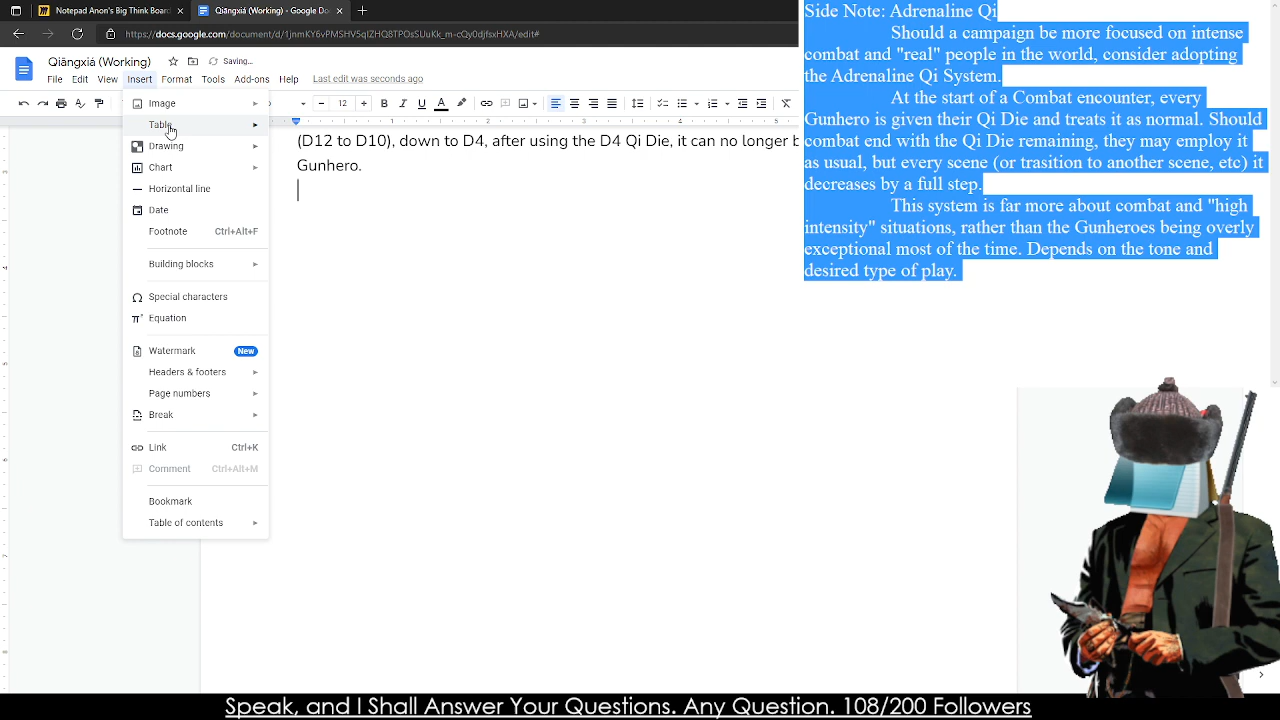 Notepad Anon's Big Think Board
Qiāngxiá (Working) - Google Do
https://docs.google.com/document/d/1jnmKY6vPMSHV5qIZHQ8TPOsSUuKk_m-cQy0djfsxHXA/edit#
Qiāngxiá (Working)
Saving...
File Edit View Insert Format Tools Add-ons Help Last edit was seconds ago
12
Image
Table
Drawing
Chart
Horizontal line
Date
Footnote Ctrl+Alt+F
Building blocks
Special characters
Equation
Watermark New
Headers & footers
Page numbers
Break
Link Ctrl+K
Comment Ctrl+Alt+M
Bookmark
Table of contents
(D12 to D10), down to D4, after using the D4 Qi Die, it can no longer b
Gunhero.
Side Note: Adrenaline Qi
Should a campaign be more focused on intense
combat and "real" people in the world, consider adopting
the Adrenaline Qi System.
At the start of a Combat encounter, every
Gunhero is given their Qi Die and treats it as normal. Should
combat end with the Qi Die remaining, they may employ it
as usual, but every scene (or trasition to another scene, etc) it
decreases by a full step.
This system is far more about combat and "high
intensity" situations, rather than the Gunheroes being overly
exceptional most of the time. Depends on the tone and
desired type of play.
Speak, and I Shall Answer Your Questions. Any Question. 108/200 Followers